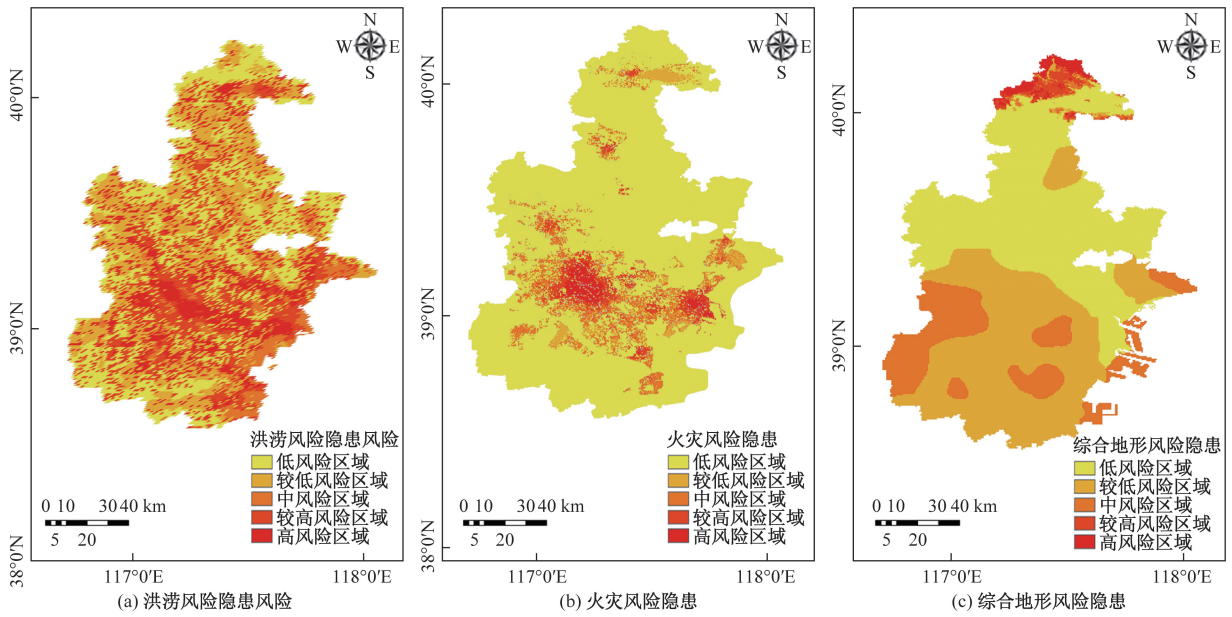 N
W E
S
40°0′N
39°0′N
38°0′N
洪涝风险隐患风险
低风险区域
较低风险区域
中风险区域
较高风险区域
高风险区域
0 10 30 40 km
5 20
117°0′E 118°0′E
(a) 洪涝风险隐患风险
N
W E
S
40°0′N
39°0′N
38°0′N
火灾风险隐患
低风险区域
较低风险区域
中风险区域
较高风险区域
高风险区域
0 10 30 40 km
5 20
117°0′E 118°0′E
(b) 火灾风险隐患
N
W E
S
40°0′N
39°0′N
38°0′N
综合地形风险隐患
低风险区域
较低风险区域
中风险区域
较高风险区域
高风险区域
0 10 30 40 km
5 20
117°0′E 118°0′E
(c) 综合地形风险隐患